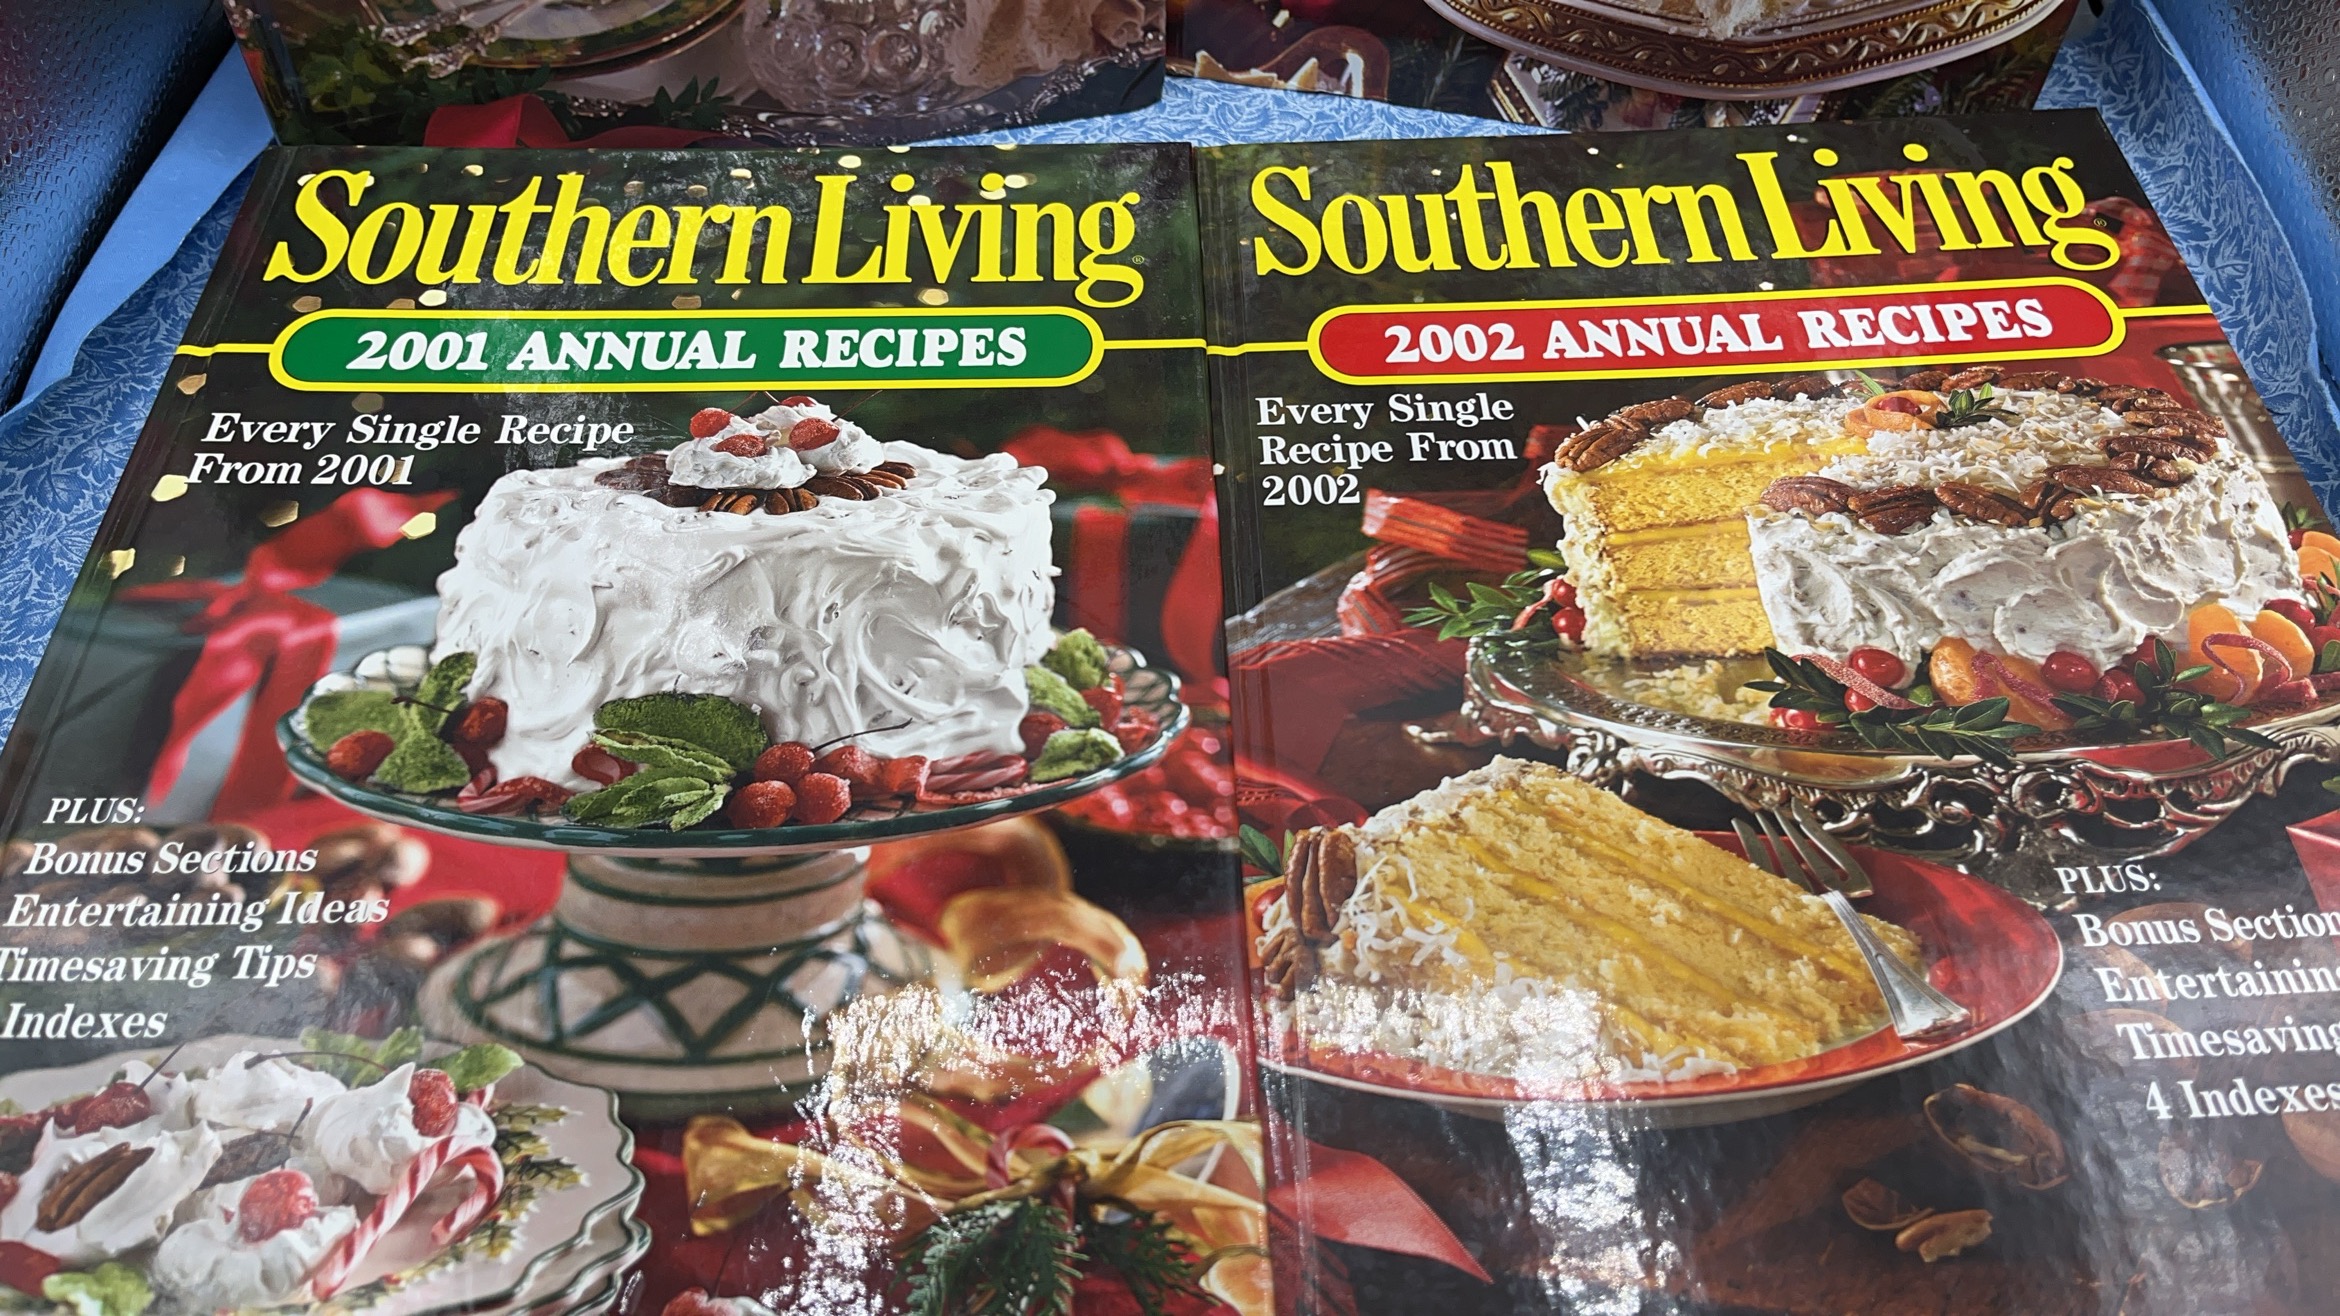 Southern Living®
2001 ANNUAL RECIPES
Every Single Recipe
From 2001
PLUS:
Bonus Sections
Entertaining Ideas
Timesaving Tips
Indexes
Southern Living®
2002 ANNUAL RECIPES
Every Single
Recipe From
2002
PLUS:
Bonus Section
Entertaining
Timesaving
4 Indexes